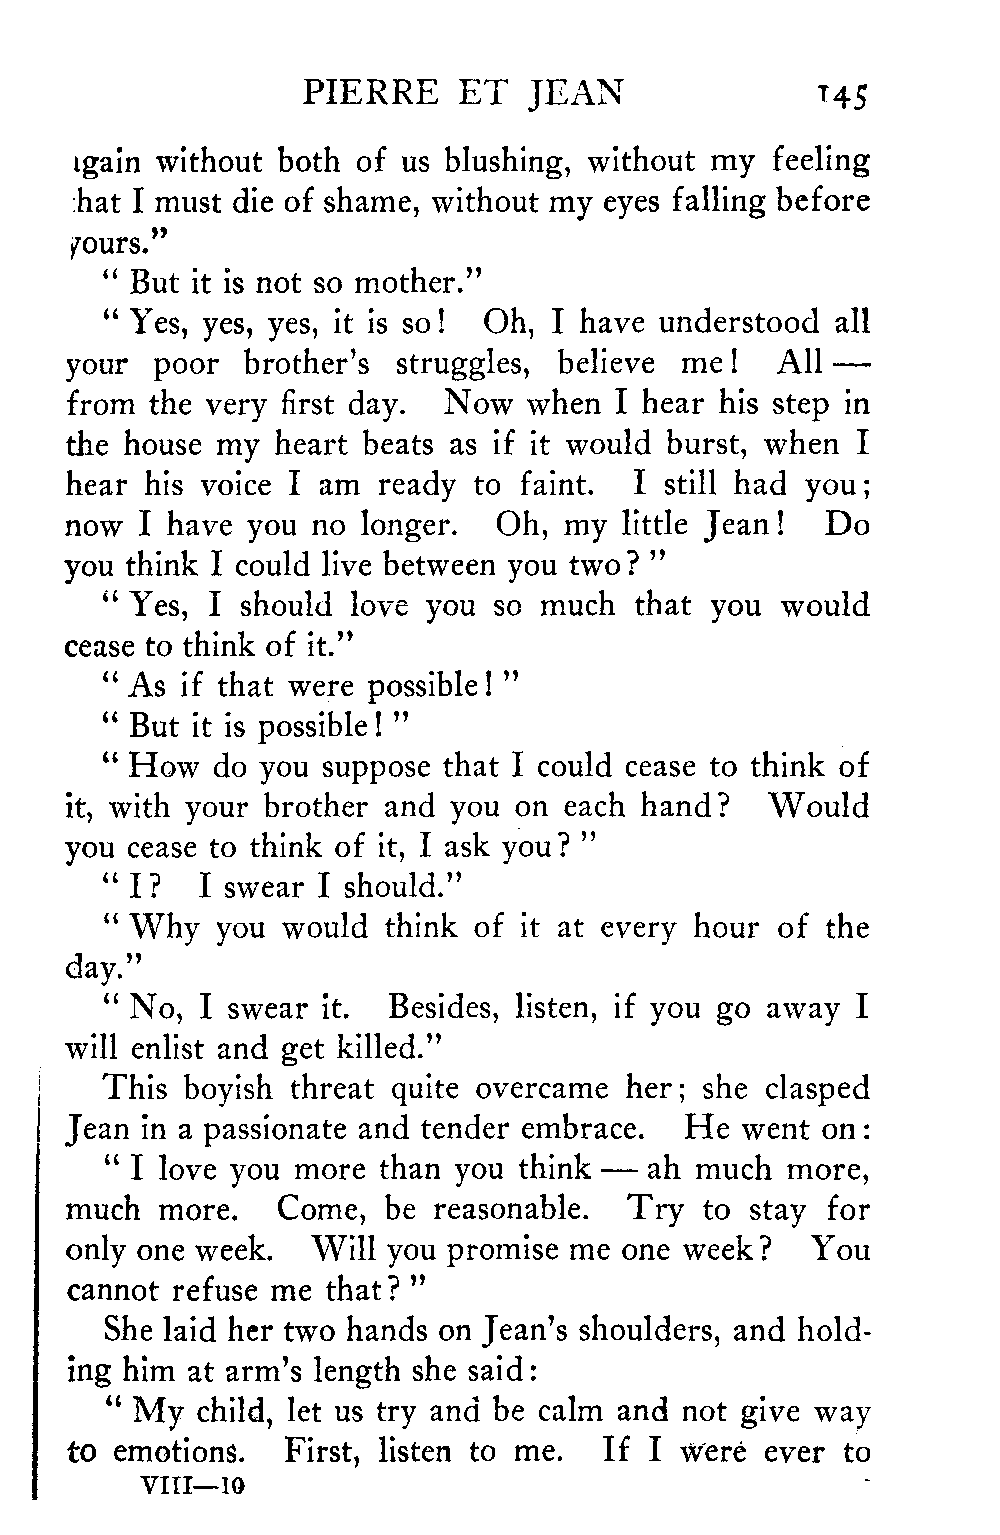 PIERRE ET JEAN 145
again without both of us blushing, without my feeling
that I must die of shame, without my eyes falling before
yours."
" But it is not so mother."
" Yes, yes, yes, it is so! Oh, I have understood all
your poor brother's struggles, believe me! All —
from the very first day. Now when I hear his step in
the house my heart beats as if it would burst, when I
hear his voice I am ready to faint. I still had you;
now I have you no longer. Oh, my little Jean! Do
you think I could live between you two? "
" Yes, I should love you so much that you would
cease to think of it."
" As if that were possible! "
" But it is possible! "
" How do you suppose that I could cease to think of
it, with your brother and you on each hand? Would
you cease to think of it, I ask you? "
" I? I swear I should."
" Why you would think of it at every hour of the
day."
" No, I swear it. Besides, listen, if you go away I
will enlist and get killed."
This boyish threat quite overcame her; she clasped
Jean in a passionate and tender embrace. He went on:
" I love you more than you think — ah much more,
much more. Come, be reasonable. Try to stay for
only one week. Will you promise me one week? You
cannot refuse me that? "
She laid her two hands on Jean's shoulders, and hold-
ing him at arm's length she said:
" My child, let us try and be calm and not give way
to emotions. First, listen to me. If I were ever to
VIII—10